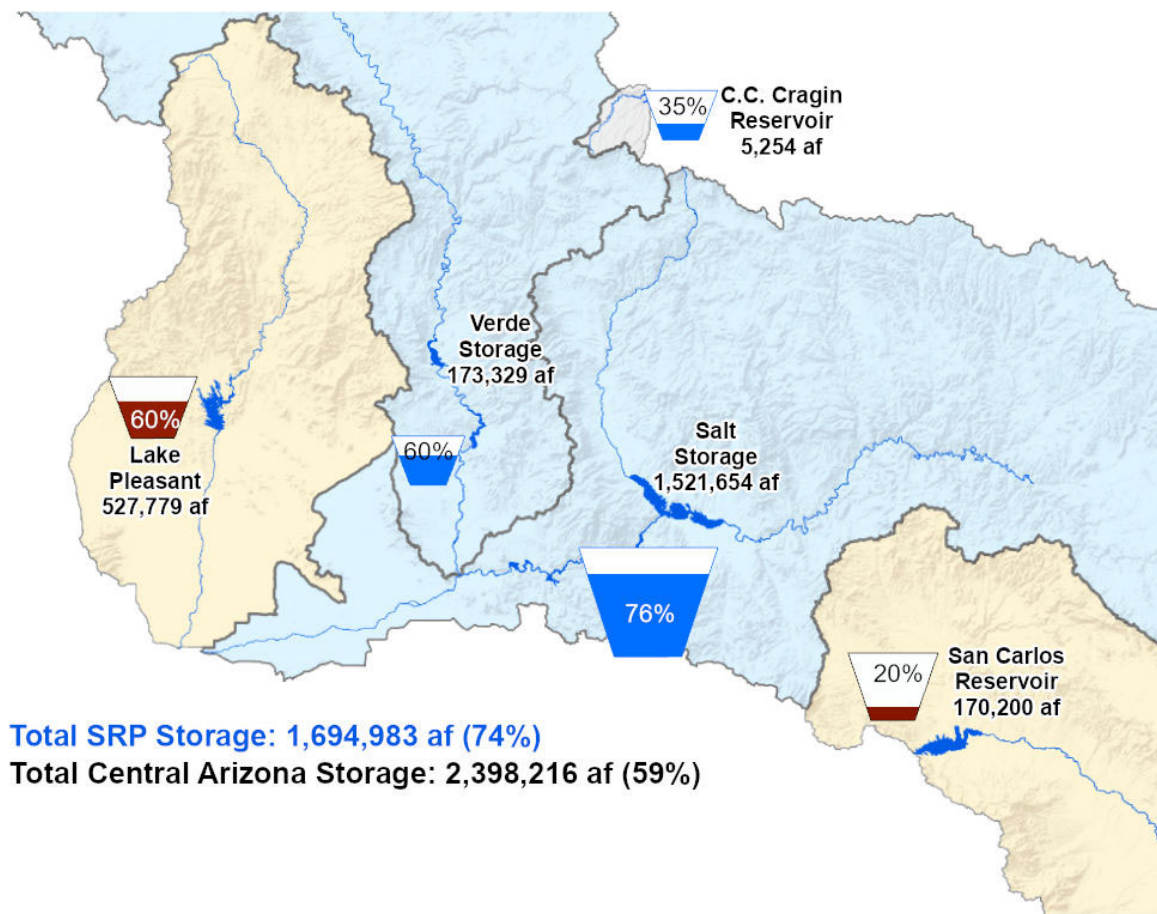 35%
C.C. Cragin
Reservoir
5,254 af
Verde
Storage
173,329 af
60%
Lake
Pleasant
527,779 af
60%
Salt
Storage
1,521,654 af
76%
20%
San Carlos
Reservoir
170,200 af
Total SRP Storage: 1,694,983 af (74%)
Total Central Arizona Storage: 2,398,216 af (59%)